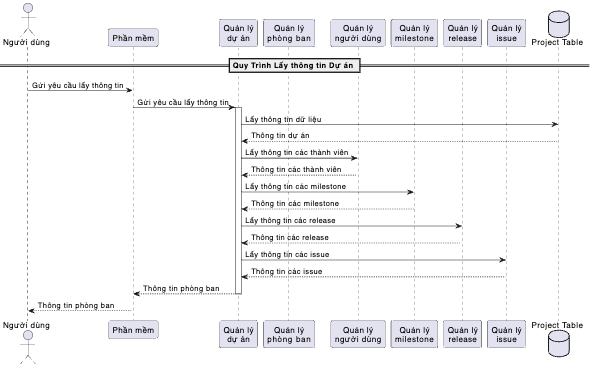 Người dùng
Phần mềm
Quản lý
dự án
Quản lý
phòng ban
Quản lý
người dùng
Quản lý
milestone
Quản lý
release
Quản lý
issue
Project Table
Quy Trình Lấy thông tin Dự án
Gửi yêu cầu lấy thông tin
Gửi yêu cầu lấy thông tin
Lấy thông tin dữ liệu
Thông tin dự án
Lấy thông tin các thành viên
Thông tin các thành viên
Lấy thông tin các milestone
Thông tin các milestone
Lấy thông tin các release
Thông tin các release
Lấy thông tin các issue
Thông tin các issue
Thông tin phòng ban
Thông tin phòng ban
Người dùng
Phần mềm
Quản lý
dự án
Quản lý
phòng ban
Quản lý
người dùng
Quản lý
milestone
Quản lý
release
Quản lý
issue
Project Table